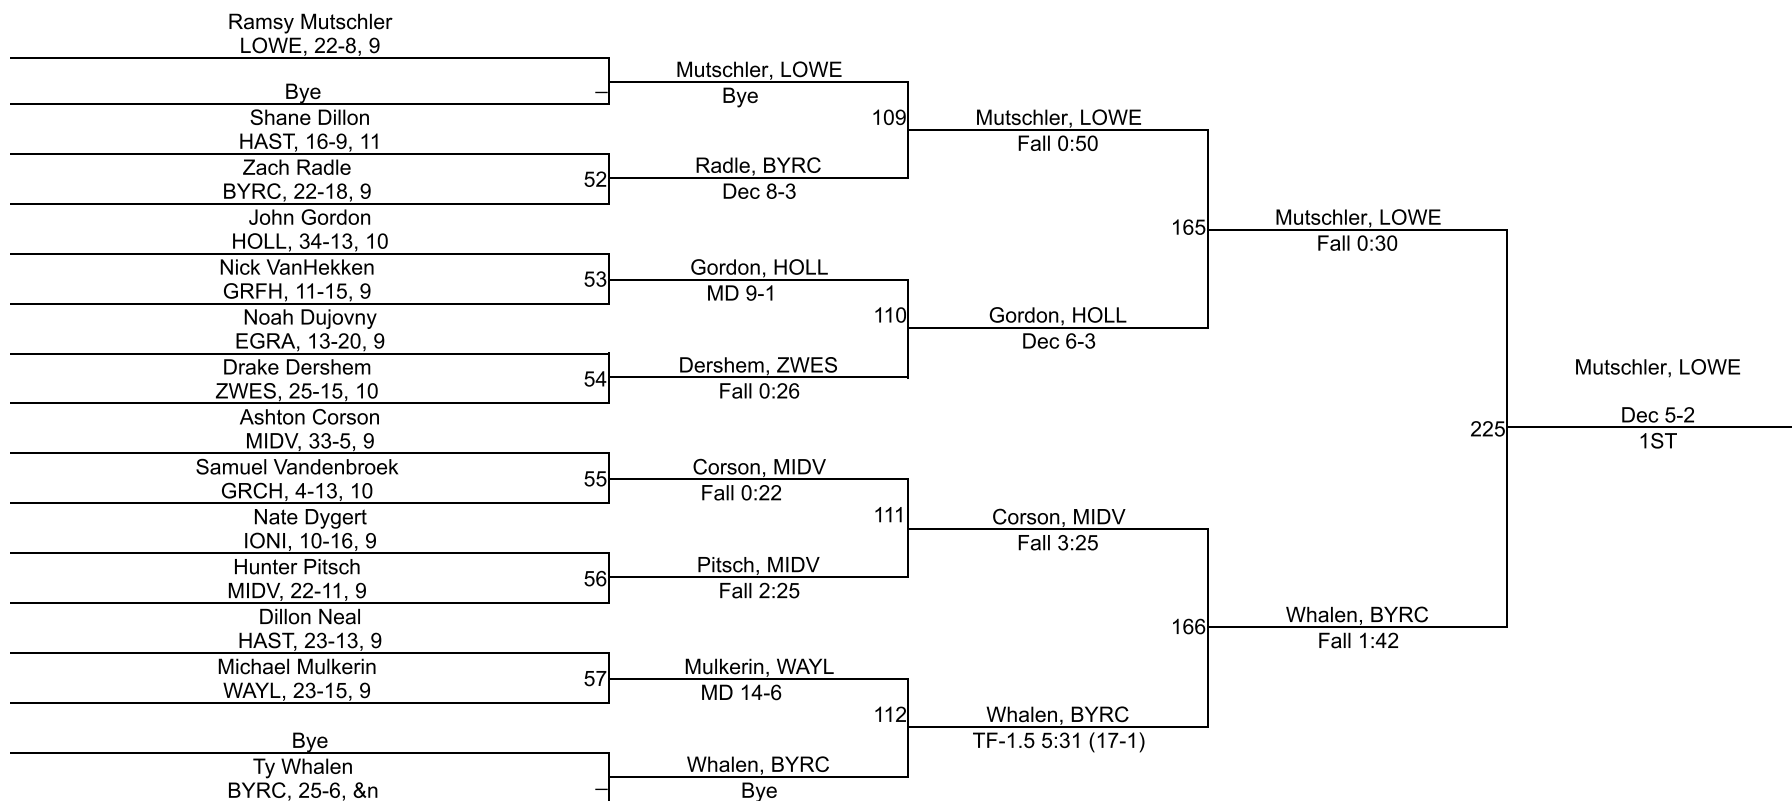 Ramsy Mutschler
LOWE, 22-8, 9
Bye
Shane Dillon
HAST, 16-9, 11
Zach Radle
BYRC, 22-18, 9
John Gordon
HOLL, 34-13, 10
Nick VanHekken
GRFH, 11-15, 9
Noah Dujovny
EGRA, 13-20, 9
Drake Dershem
ZWES, 25-15, 10
Ashton Corson
MIDV, 33-5, 9
Samuel Vandenbroek
GRCH, 4-13, 10
Nate Dygert
IONI, 10-16, 9
Hunter Pitsch
MIDV, 22-11, 9
Dillon Neal
HAST, 23-13, 9
Michael Mulkerin
WAYL, 23-15, 9
Bye
Ty Whalen
BYRC, 25-6, &n
–
52
53
54
55
56
57
–
Mutschler, LOWE
Bye
Radle, BYRC
Dec 8-3
Gordon, HOLL
MD 9-1
Dershem, ZWES
Fall 0:26
Corson, MIDV
Fall 0:22
Pitsch, MIDV
Fall 2:25
Mulkerin, WAYL
MD 14-6
Whalen, BYRC
Bye
109
110
111
112
Mutschler, LOWE
Fall 0:50
Gordon, HOLL
Dec 6-3
Corson, MIDV
Fall 3:25
Whalen, BYRC
TF-1.5 5:31 (17-1)
165
166
Mutschler, LOWE
Fall 0:30
Whalen, BYRC
Fall 1:42
225
Mutschler, LOWE
Dec 5-2
1ST